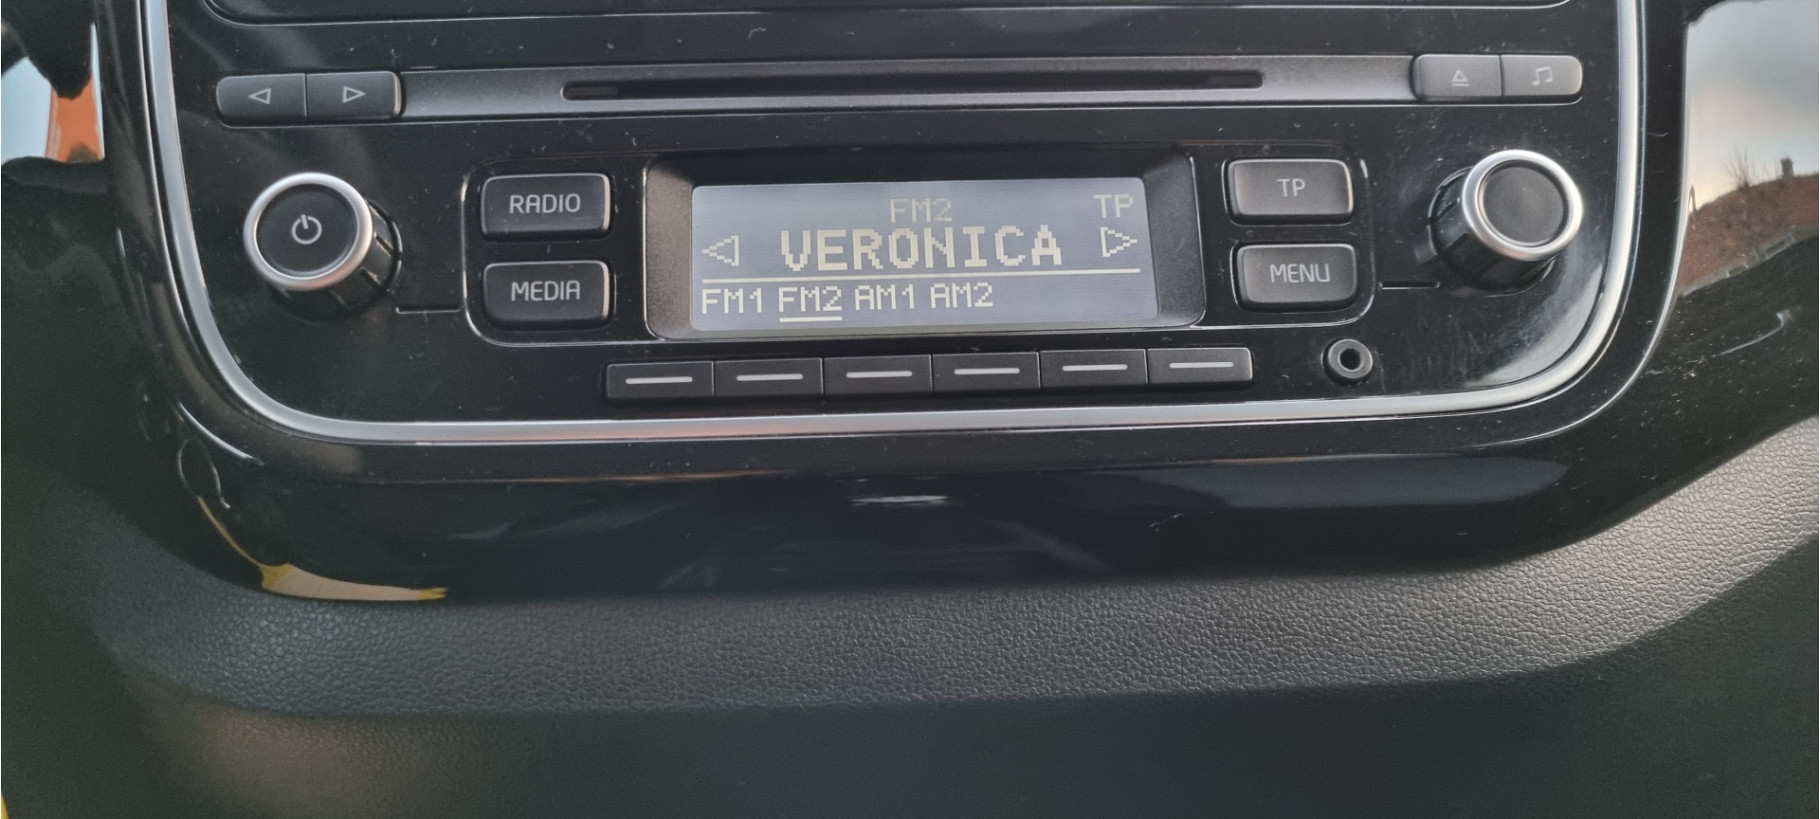 RADIO
MEDIA
FM2 TP
VERONICA
FM1 FM2 AM1 AM2
TP
MENU